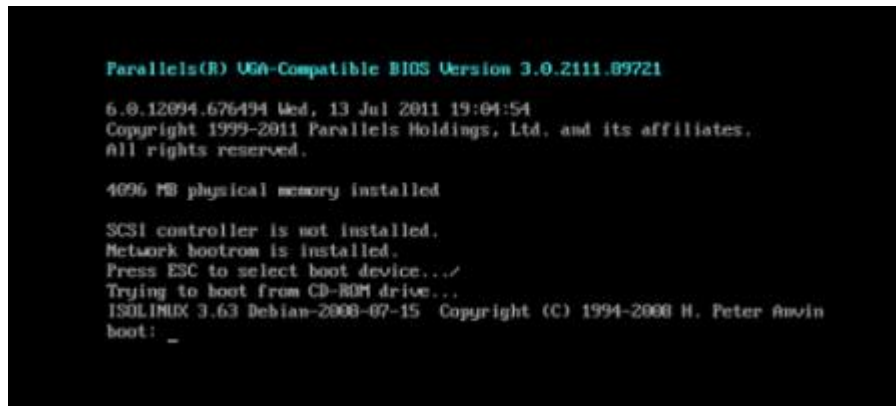 Parallels(R) VGA-Compatible BIOS Version 3.0.2111.89721
6.0.12094.676494 Wed, 13 Jul 2011 19:04:54
Copyright 1999-2011 Parallels Holdings, Ltd. and its affiliates.
All rights reserved.
4096 MB physical memory installed
SCSI controller is not installed.
Network bootrom is installed.
Press ESC to select boot device.../
Trying to boot from CD-ROM drive...
ISOLINUX 3.63 Debian-2008-07-15 Copyright (C) 1994-2008 H. Peter Anvin
boot: _